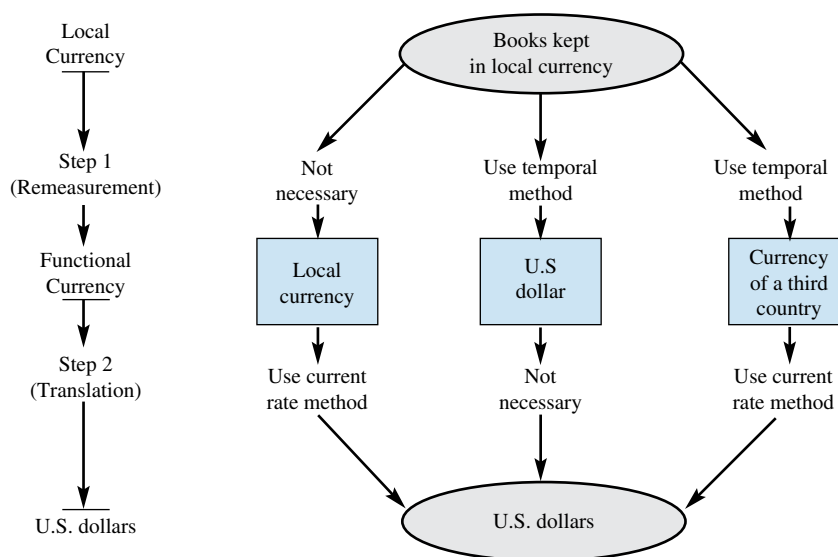 Local
Currency
Step 1
(Remeasurement)
Functional
Currency
Step 2
(Translation)
U.S. dollars
Books kept
in local currency
Not
necessary
Use temporal
method
Use temporal
method
Local
currency
U.S
dollar
Currency
of a third
country
Use current
rate method
Not
necessary
Use current
rate method
U.S. dollars